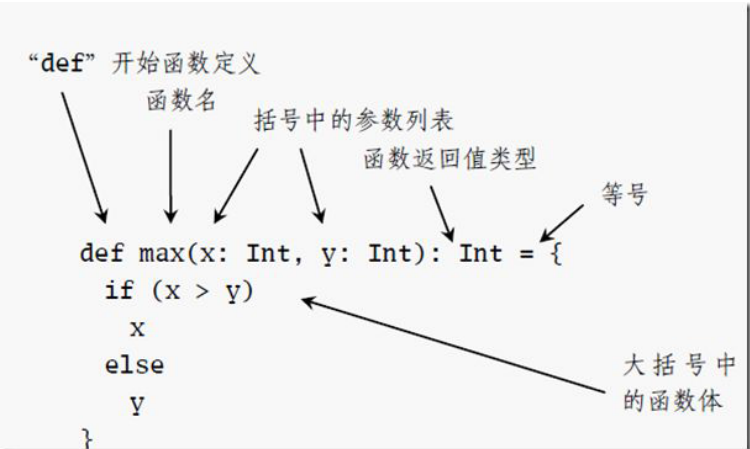 “def”开始函数定义
函数名
括号中的参数列表
函数返回值类型
等号
def max(x: Int, y: Int): Int = {
if (x > y)
x
else
y
}
大括号中
的函数体